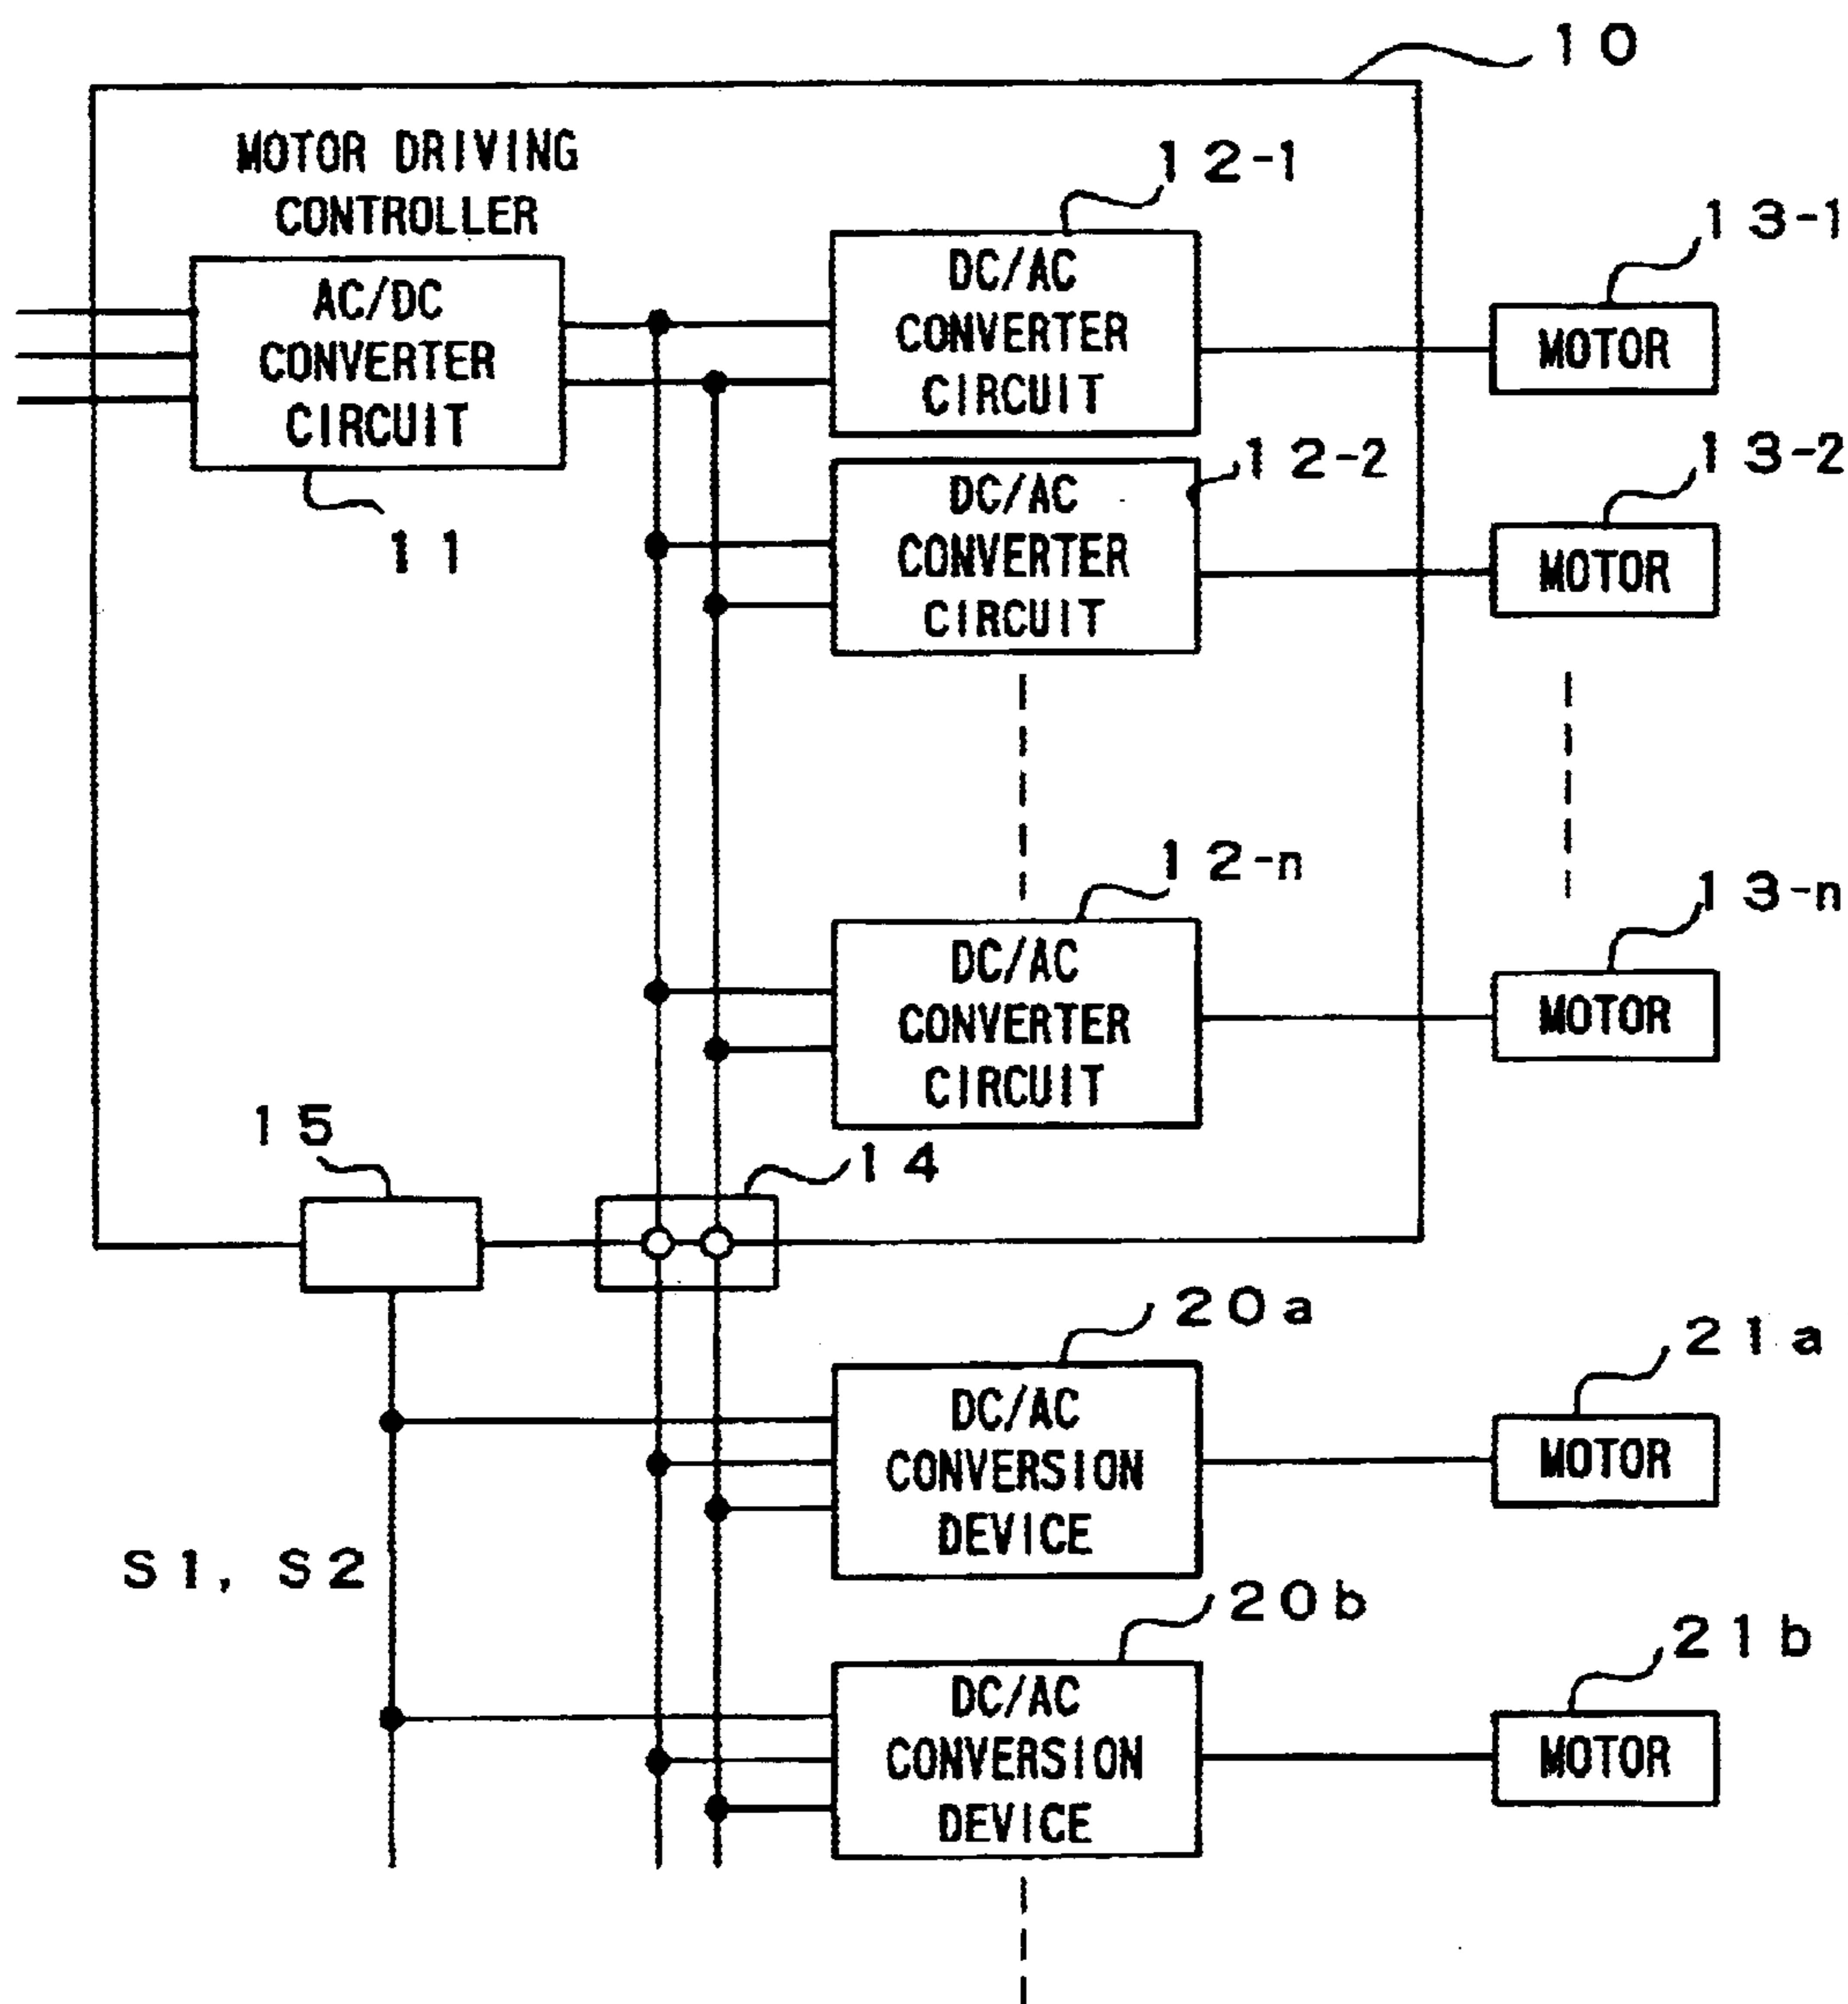 10
MOTOR DRIVING
CONTROLLER
12-1
13-1
AC/DC
CONVERTER
CIRCUIT
11
DC/AC
CONVERTER
CIRCUIT
MOTOR
12-2
13-2
DC/AC
CONVERTER
CIRCUIT
MOTOR
12-n
13-n
DC/AC
CONVERTER
CIRCUIT
MOTOR
15
14
20a
21a
DC/AC
CONVERSION
DEVICE
MOTOR
S1, S2
20b
21b
DC/AC
CONVERSION
DEVICE
MOTOR